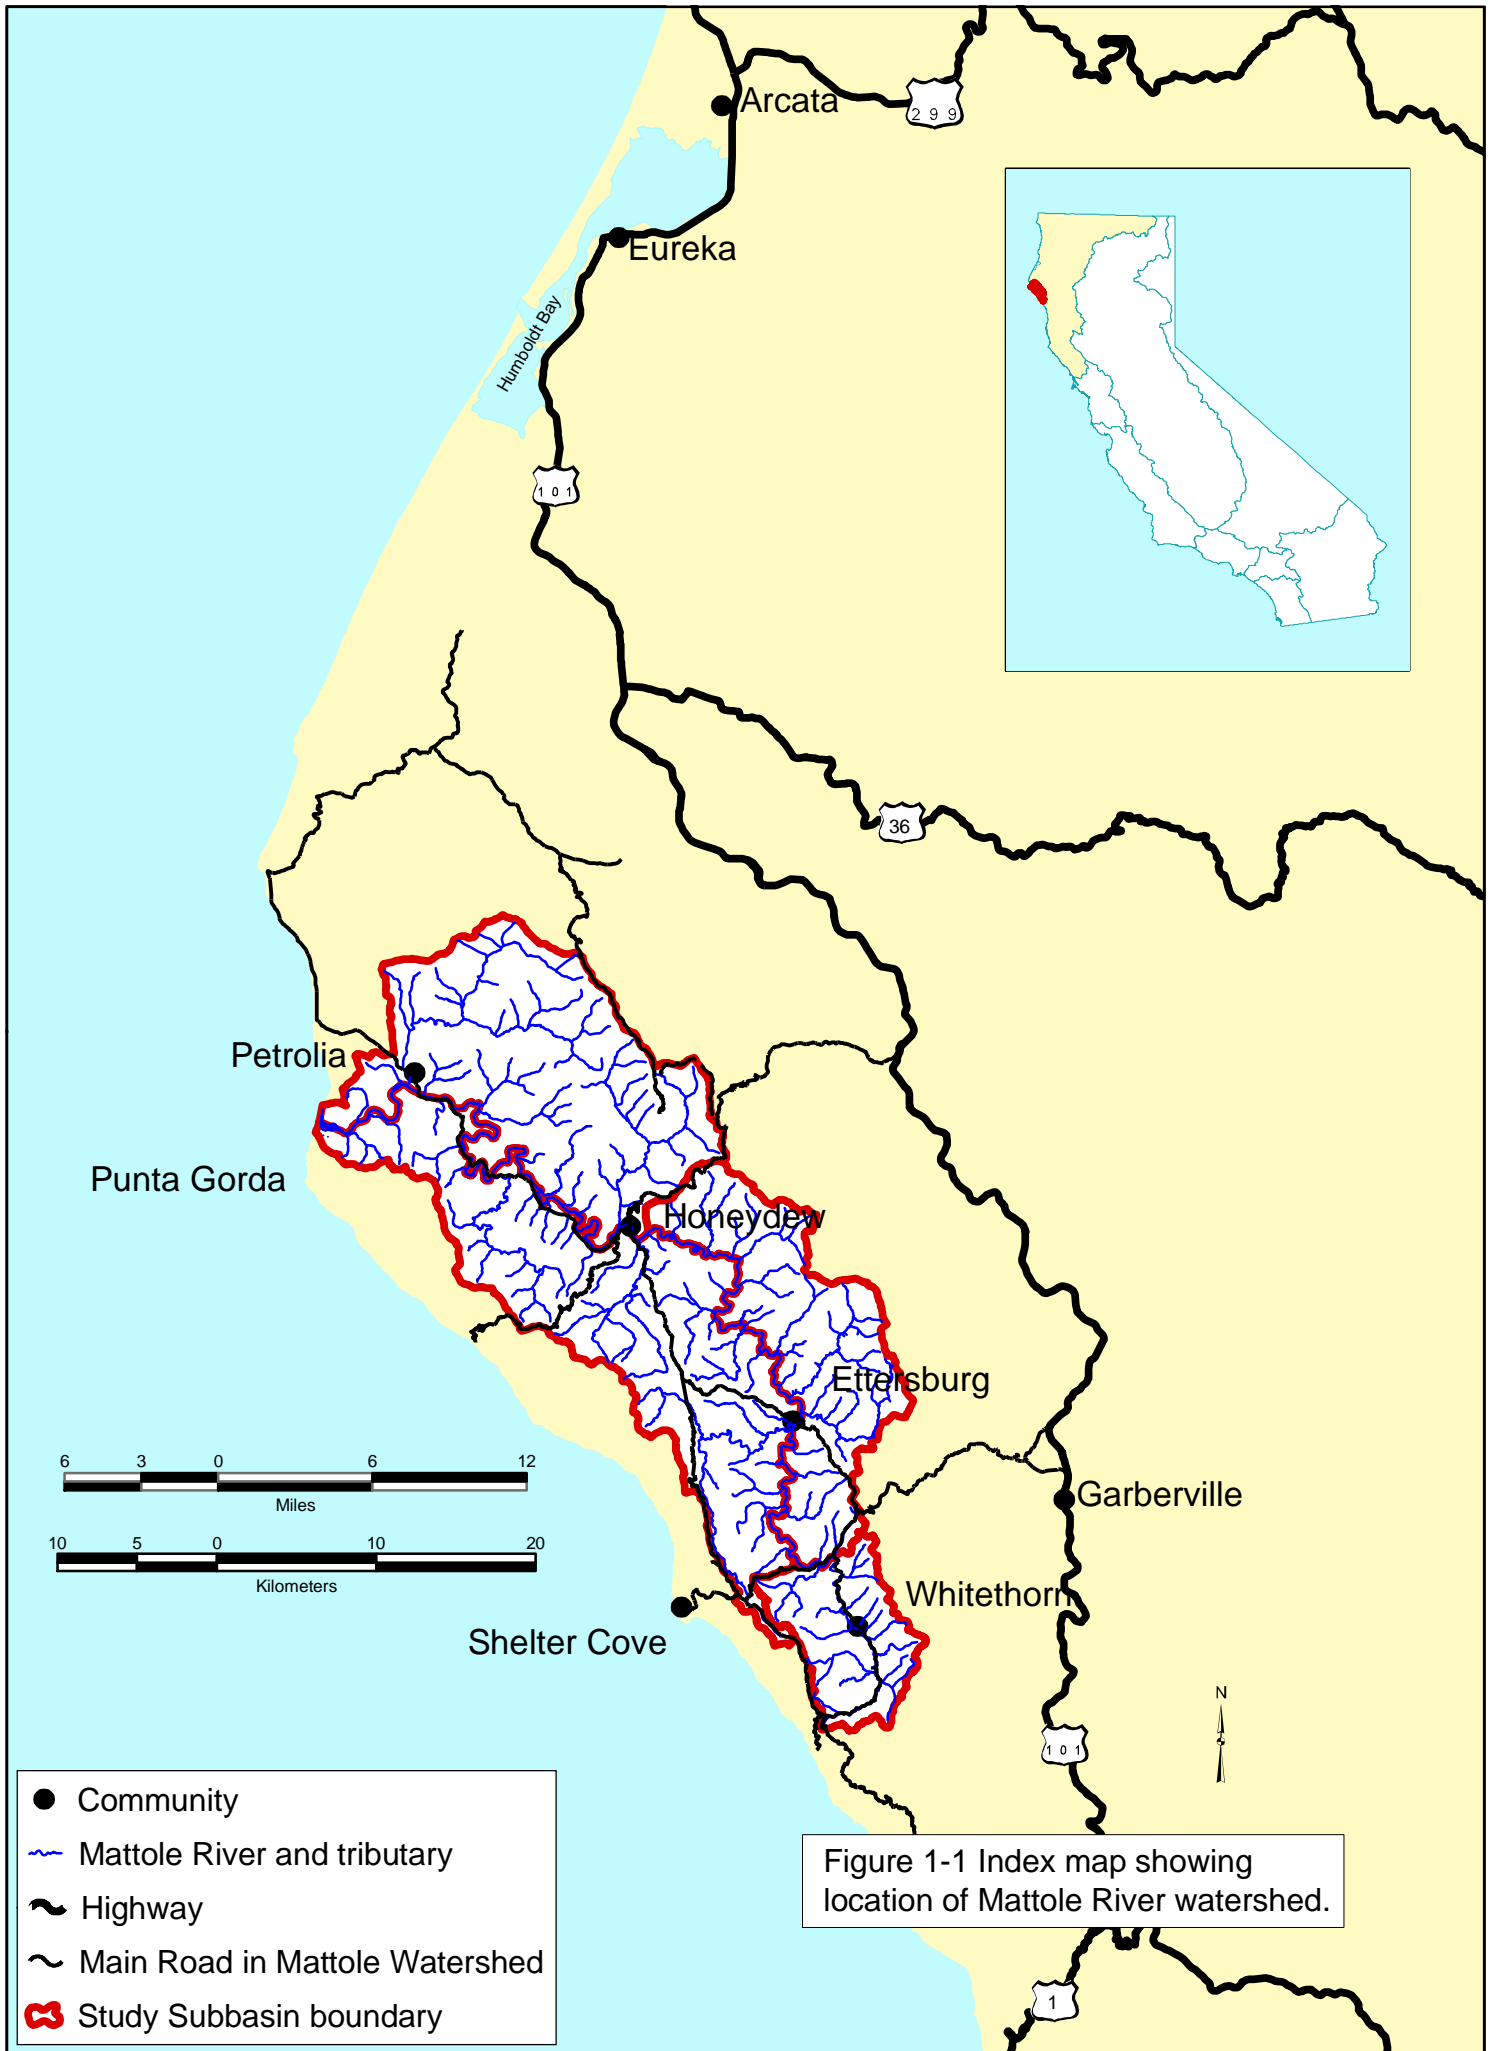 Arcata
2 9 9
Eureka
Humboldt Bay
1 0 1
36
Petrolia
Punta Gorda
Honeydew
Ettersburg
6 3 0 6 12
Miles
10 5 0 10 20
Kilometers
Garberville
Whitethorn
Shelter Cove
N
1 0 1
Community
Mattole River and tributary
Highway
Main Road in Mattole Watershed
Study Subbasin boundary
Figure 1-1 Index map showing
location of Mattole River watershed.
1